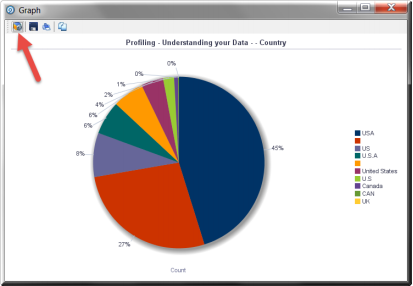 Graph
Profiling - Understanding your Data - - Country
0%
0%
1%
2%
4%
6%
6%
8%
45%
27%
USA
US
U.S.A
United States
U.S
Canada
CAN
UK
Count